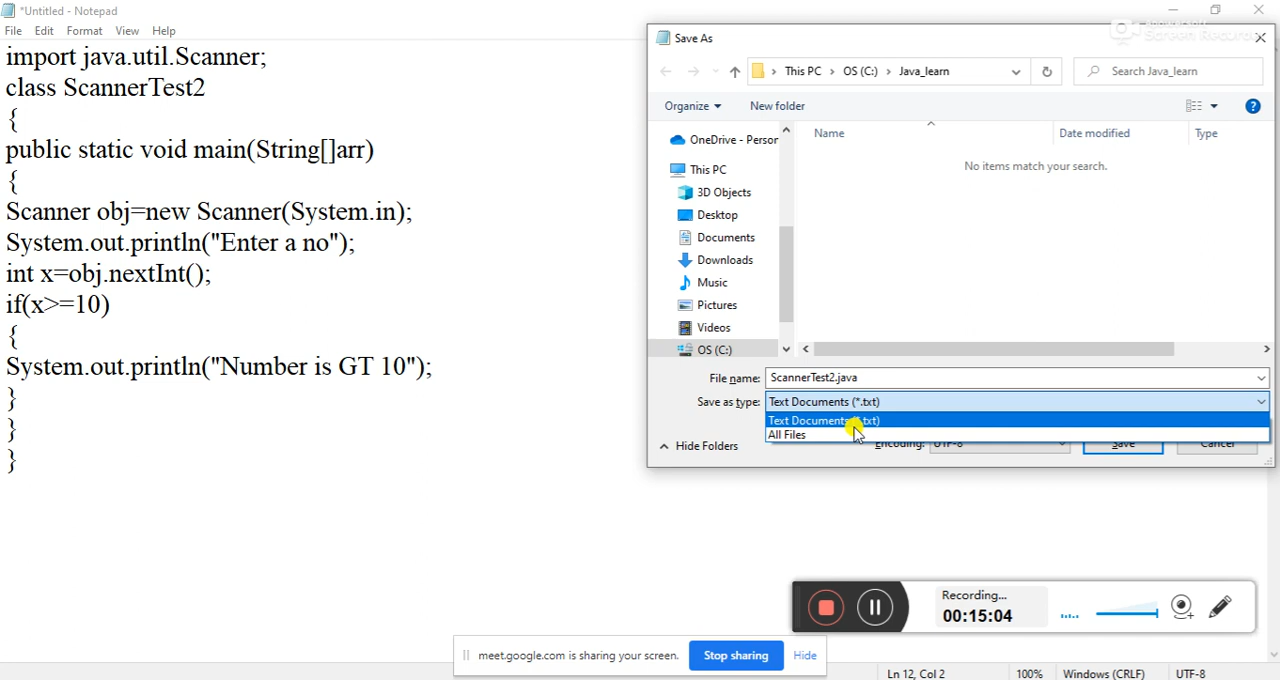 *Untitled - Notepad
File Edit Format View Help
import java.util.Scanner;
class ScannerTest2
{
public static void main(String[]arr)
{
Scanner obj=new Scanner(System.in);
System.out.println("Enter a no");
int x=obj.nextInt();
if(x>=10)
{
System.out.println("Number is GT 10");
}
}
}
Save As
This PC › OS (C:) › Java_learn
Search Java_learn
Organize New folder
Name Date modified Type
No items match your search.
OneDrive - Person
This PC
3D Objects
Desktop
Documents
Downloads
Music
Pictures
Videos
OS (C:)
File name: ScannerTest2.java
Save as type: Text Documents (*.txt)
Text Documents (*.txt)
All Files
Hide Folders
Encoding: UTF-8 Save Cancel
Recording...
00:15:04
meet.google.com is sharing your screen. Stop sharing Hide
Ln 12, Col 2 100% Windows (CRLF) UTF-8